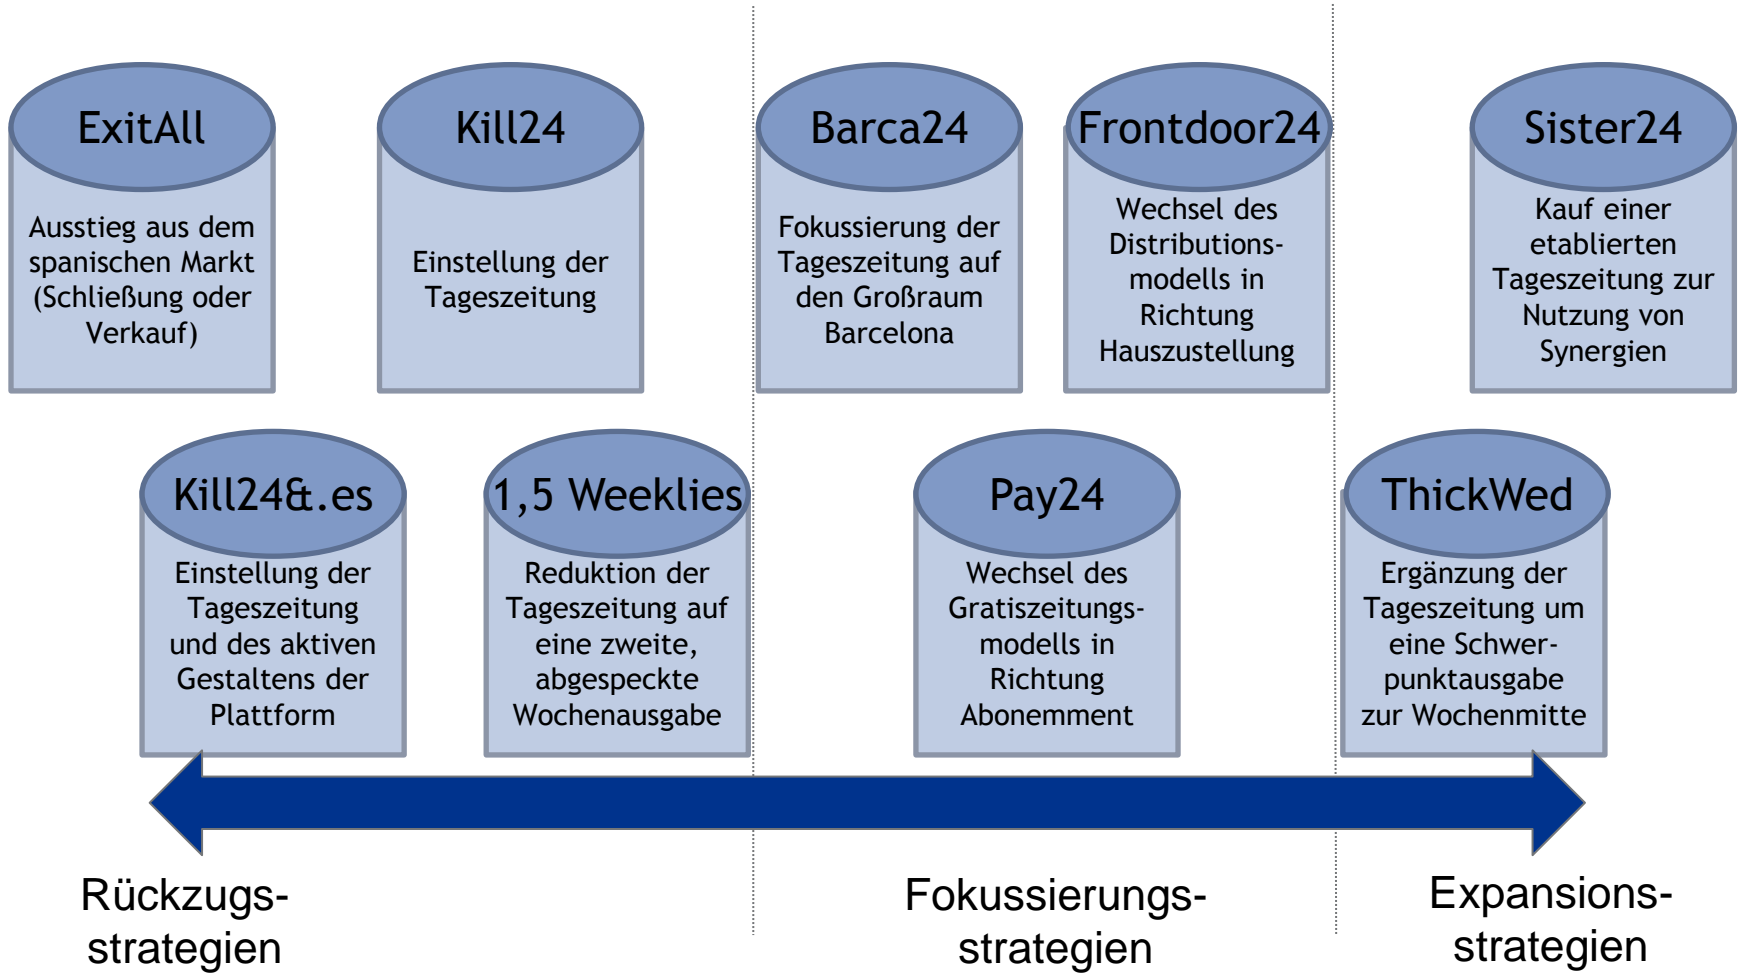 ExitAll
Ausstieg aus dem
spanischen Markt
(Schließung oder
Verkauf)
Kill24
Einstellung der
Tageszeitung
Barca24
Fokussierung der
Tageszeitung auf
den Großraum
Barcelona
Frontdoor24
Wechsel des
Distributions-
modells in
Richtung
Hauszustellung
Sister24
Kauf einer
etablierten
Tageszeitung zur
Nutzung von
Synergien
Kill24&.es
Einstellung der
Tageszeitung
und des aktiven
Gestaltens der
Plattform
1,5 Weeklies
Reduktion der
Tageszeitung auf
eine zweite,
abgespeckte
Wochenausgabe
Pay24
Wechsel des
Gratiszeitungs-
modells in
Richtung
Abonemment
ThickWed
Ergänzung der
Tageszeitung um
eine Schwer-
punktausgabe
zur Wochenmitte
Rückzugs-
strategien
Fokussierungs-
strategien
Expansions-
strategien